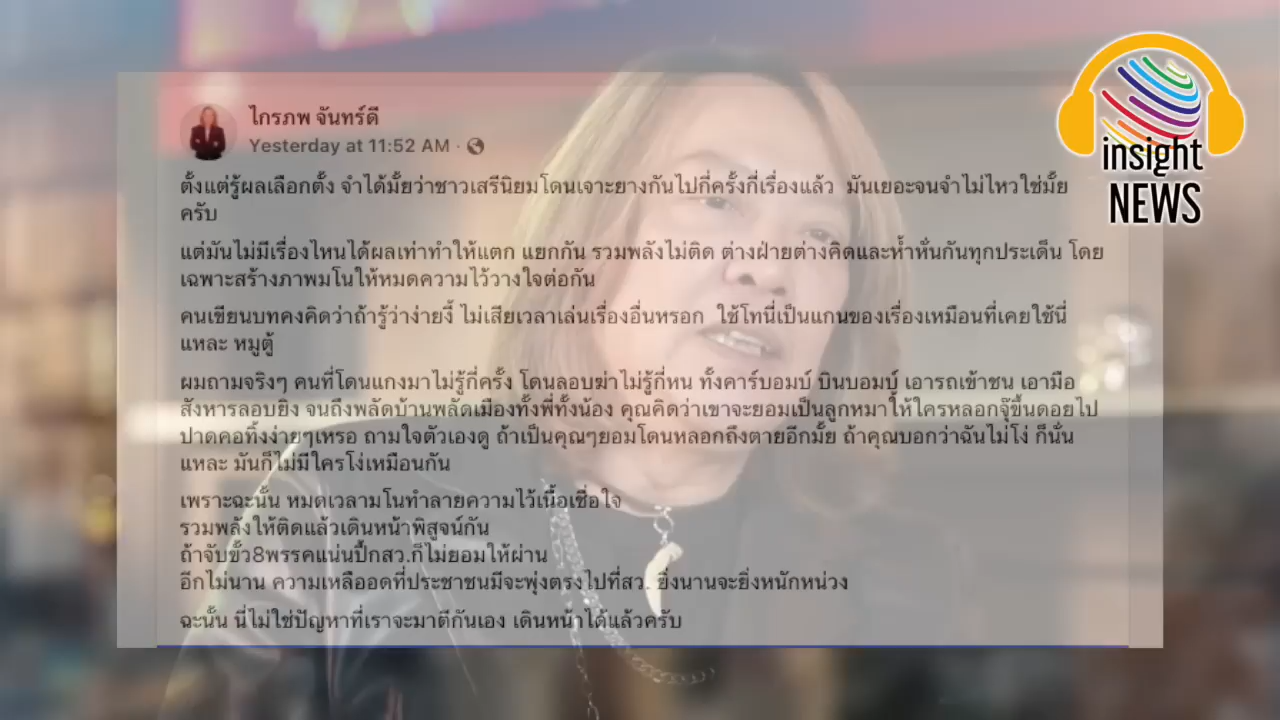 insight
NEWS
ไกรภพ จันทร์ดี
Yesterday at 11:52 AM ·
ตั้งแต่รู้ผลเลือกตั้ง จำได้มั้ยว่าชาวเสรีนิยมโดนเจาะยางกันไปกี่ครั้งกี่เรื่องแล้ว มันเยอะจนจำไม่ไหวใช่มั้ย
ครับ
แต่มันไม่มีเรื่องไหนได้ผลเท่าทำให้แตก แยกกัน รวมพลังไม่ติด ต่างฝ่ายต่างคิดและห้ำหั่นกันทุกประเด็น โดย
เฉพาะสร้างภาพมโนให้หมดความไว้วางใจต่อกัน
คนเขียนบทคงคิดว่าถ้ารู้ว่าง่ายงี้ ไม่เสียเวลาเล่นเรื่องอื่นหรอก ใช้โทนี่เป็นแกนของเรื่องเหมือนที่เคยใช้นี่
แหละ หมูตู้
ผมถามจริงๆ คนที่โดนแกงมาไม่รู้กี่ครั้ง โดนลอบฆ่าไม่รู้กี่หน ทั้งคาร์บอมบ์ บินบอมบ์ เอารถเข้าชน เอามือ
สังหารลอบยิง จนถึงพลัดบ้านพลัดเมืองทั้งพี่ทั้งน้อง คุณคิดว่าเขาจะยอมเป็นลูกหมาให้ใครหลอกจุ๊ขึ้นดอยไป
ปาดคอทิ้งง่ายๆเหรอ ถามใจตัวเองดู ถ้าเป็นคุณๆยอมโดนหลอกถึงตายอีกมั้ย ถ้าคุณบอกว่าฉันไม่โง่ ก็นั่น
แหละ มันก็ไม่มีใครโง่เหมือนกัน
เพราะฉะนั้น หมดเวลามโนทำลายความไว้เนื้อเชื่อใจ
รวมพลังให้ติดแล้วเดินหน้าพิสูจน์กัน
ถ้าจับขั้ว8พรรคแน่นปึ้กสว.ก็ไม่ยอมให้ผ่าน
อีกไม่นาน ความเหลืออดที่ประชาชนมีจะพุ่งตรงไปที่สว. ยิ่งนานจะยิ่งหนักหน่วง
ฉะนั้น นี่ไม่ใช่ปัญหาที่เราจะมาตีกันเอง เดินหน้าได้แล้วครับ